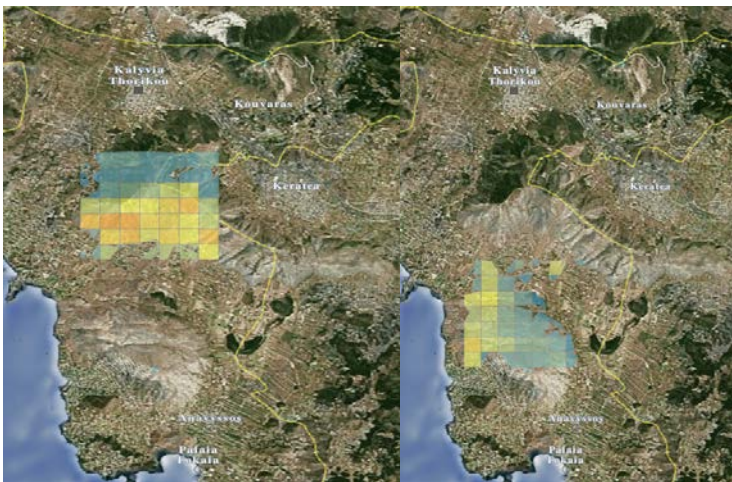 Kalyvia
Thorikou
Kouvaras
Keratea
Anavyssos
Palaia
Fokaia
Kalyvia
Thorikou
Kouvaras
Keratea
Anavyssos
Palaia
Fokaia